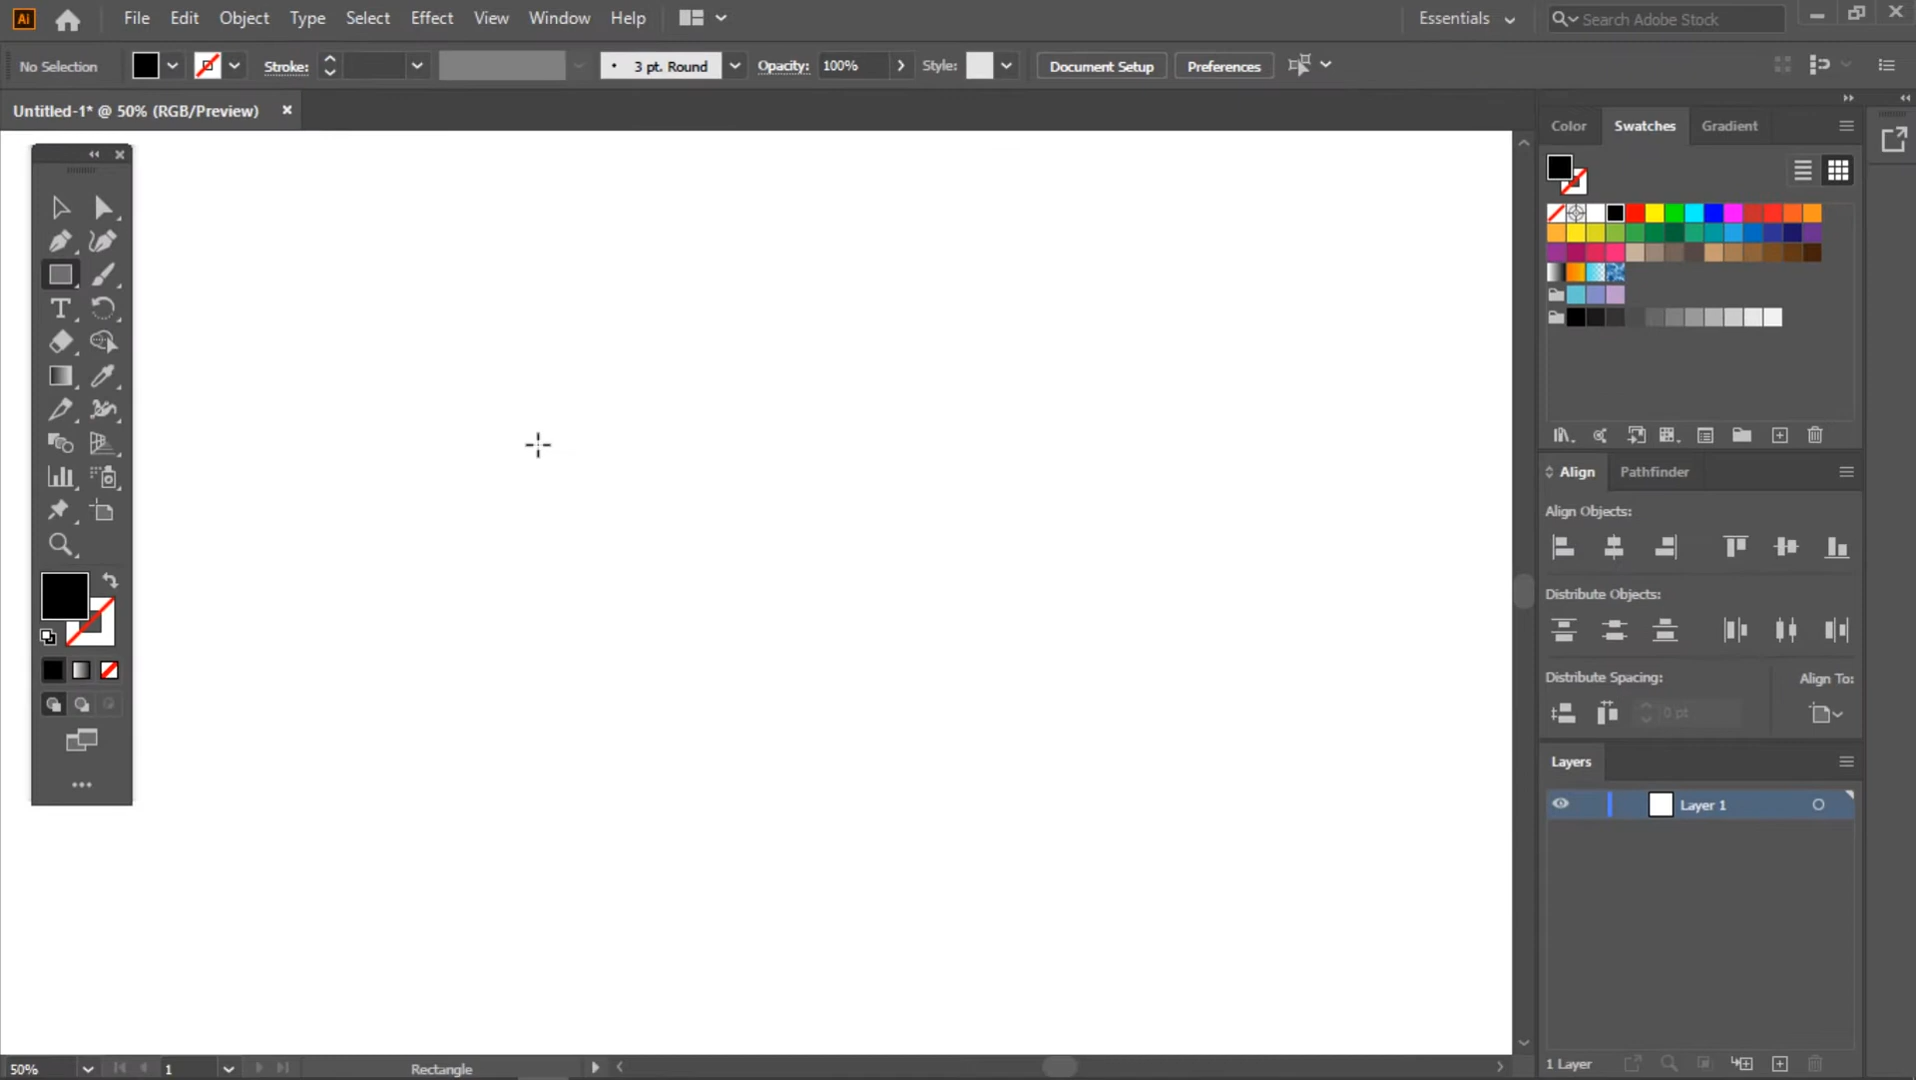 Ai File Edit Object Type Select Effect View Window Help Essentials Search Adobe Stock
No Selection Stroke: 3 pt. Round Opacity: 100% Style: Document Setup Preferences
Untitled-1* @ 50% (RGB/Preview)
Color Swatches Gradient
T
Align Pathfinder
Align Objects:
Distribute Objects:
Distribute Spacing: Align To:
0 pt
Layers
Layer 1
50% 1 Rectangle 1 Layer